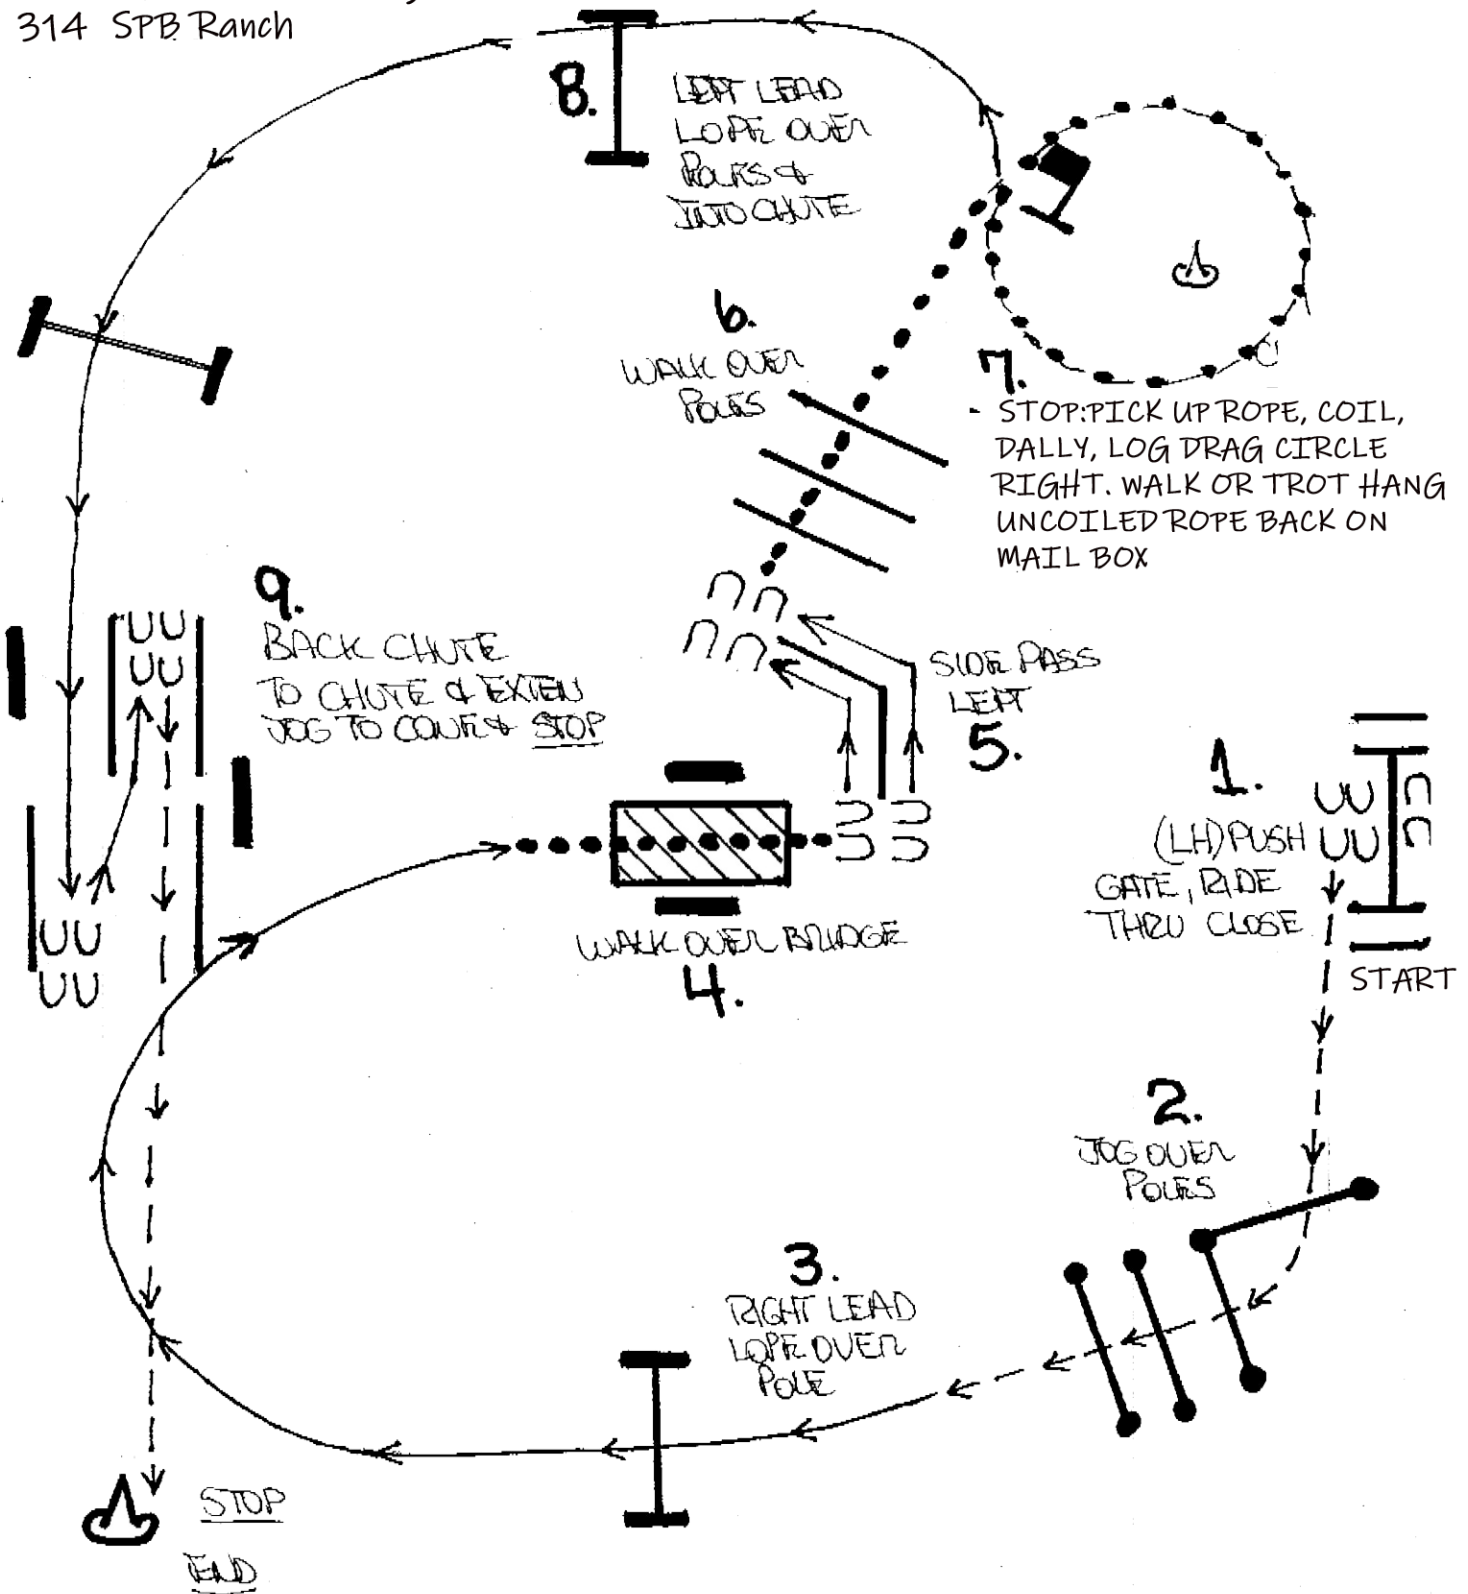 314 SPB Ranch
8.
LEFT LEAD
LOPE OVER
POLES &
INTO CHUTE
6.
WALK OVER
POLES
7.
- STOP:PICK UP ROPE, COIL,
DALLY, LOG DRAG CIRCLE
RIGHT. WALK OR TROT HANG
UNCOILED ROPE BACK ON
MAIL BOX
9.
BACK CHUTE
TO CHUTE & EXTEN
JOG TO CONE & STOP
SIDE PASS
LEFT
5.
1.
(LH) PUSH
GATE, RIDE
THRU CLOSE
START
WALK OVER BRIDGE
4.
2.
JOG OVER
POLES
3.
RIGHT LEAD
LOPE OVER
POLE
STOP
END